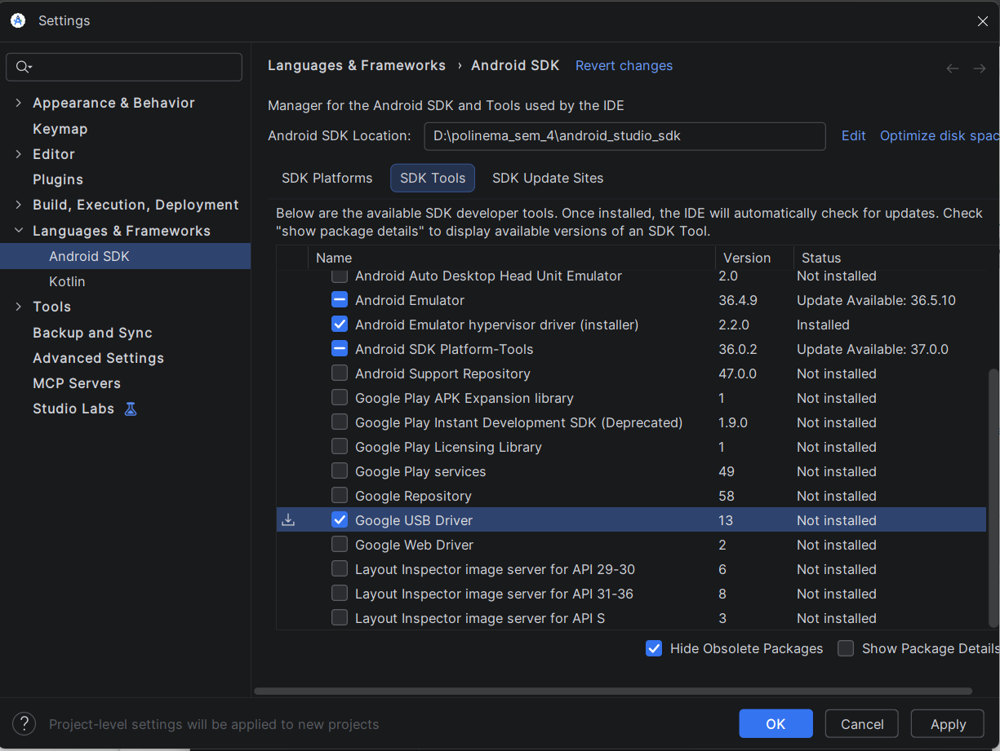 Settings
Languages & Frameworks › Android SDK Revert changes
Appearance & Behavior
Keymap
Editor
Plugins
Build, Execution, Deployment
Languages & Frameworks
Android SDK
Kotlin
Tools
Backup and Sync
Advanced Settings
MCP Servers
Studio Labs
Manager for the Android SDK and Tools used by the IDE
Android SDK Location: D:\polinema_sem_4\android_studio_sdk Edit Optimize disk spac
SDK Platforms SDK Tools SDK Update Sites
Below are the available SDK developer tools. Once installed, the IDE will automatically check for updates. Check
"show package details" to display available versions of an SDK Tool.
Name Version Status
Android Auto Desktop Head Unit Emulator 2.0 Not installed
Android Emulator 36.4.9 Update Available: 36.5.10
Android Emulator hypervisor driver (installer) 2.2.0 Installed
Android SDK Platform-Tools 36.0.2 Update Available: 37.0.0
Android Support Repository 47.0.0 Not installed
Google Play APK Expansion library 1 Not installed
Google Play Instant Development SDK (Deprecated) 1.9.0 Not installed
Google Play Licensing Library 1 Not installed
Google Play services 49 Not installed
Google Repository 58 Not installed
Google USB Driver 13 Not installed
Google Web Driver 2 Not installed
Layout Inspector image server for API 29-30 6 Not installed
Layout Inspector image server for API 31-36 8 Not installed
Layout Inspector image server for API S 3 Not installed
Hide Obsolete Packages Show Package Details
? Project-level settings will be applied to new projects
OK Cancel Apply